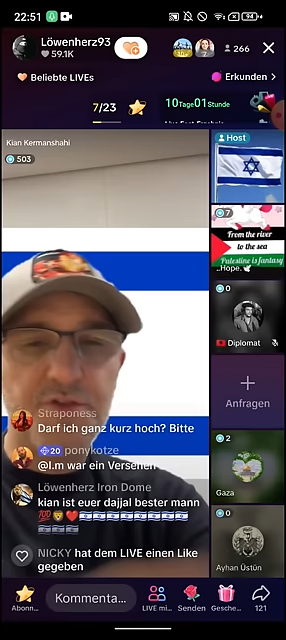 22:51
94
Löwenherz93
59.1K
266
Beliebte LIVEs
Erkunden >
7/23
10Tage01Stunde
Kian Kermanshahi
503
Host
7
From the river
to the sea
Palestine is fantasy
..Hope.
0
Diplomat
+
Anfragen
2
Gaza
0
Ayhan Üstün
Straponess
Darf ich ganz kurz hoch? Bitte
20 ponykotze
@I.m war ein Versehen
Löwenherz Iron Dome
kian ist euer dajjal bester mann
💯🦁❤️🇮🇱🇮🇱🇮🇱🇮🇱🇮🇱🇮🇱🇮🇱🇮🇱
NICKY hat dem LIVE einen Like
gegeben
Abonn...
Kommenta...
LIVE mi...
Senden
Gesche...
121